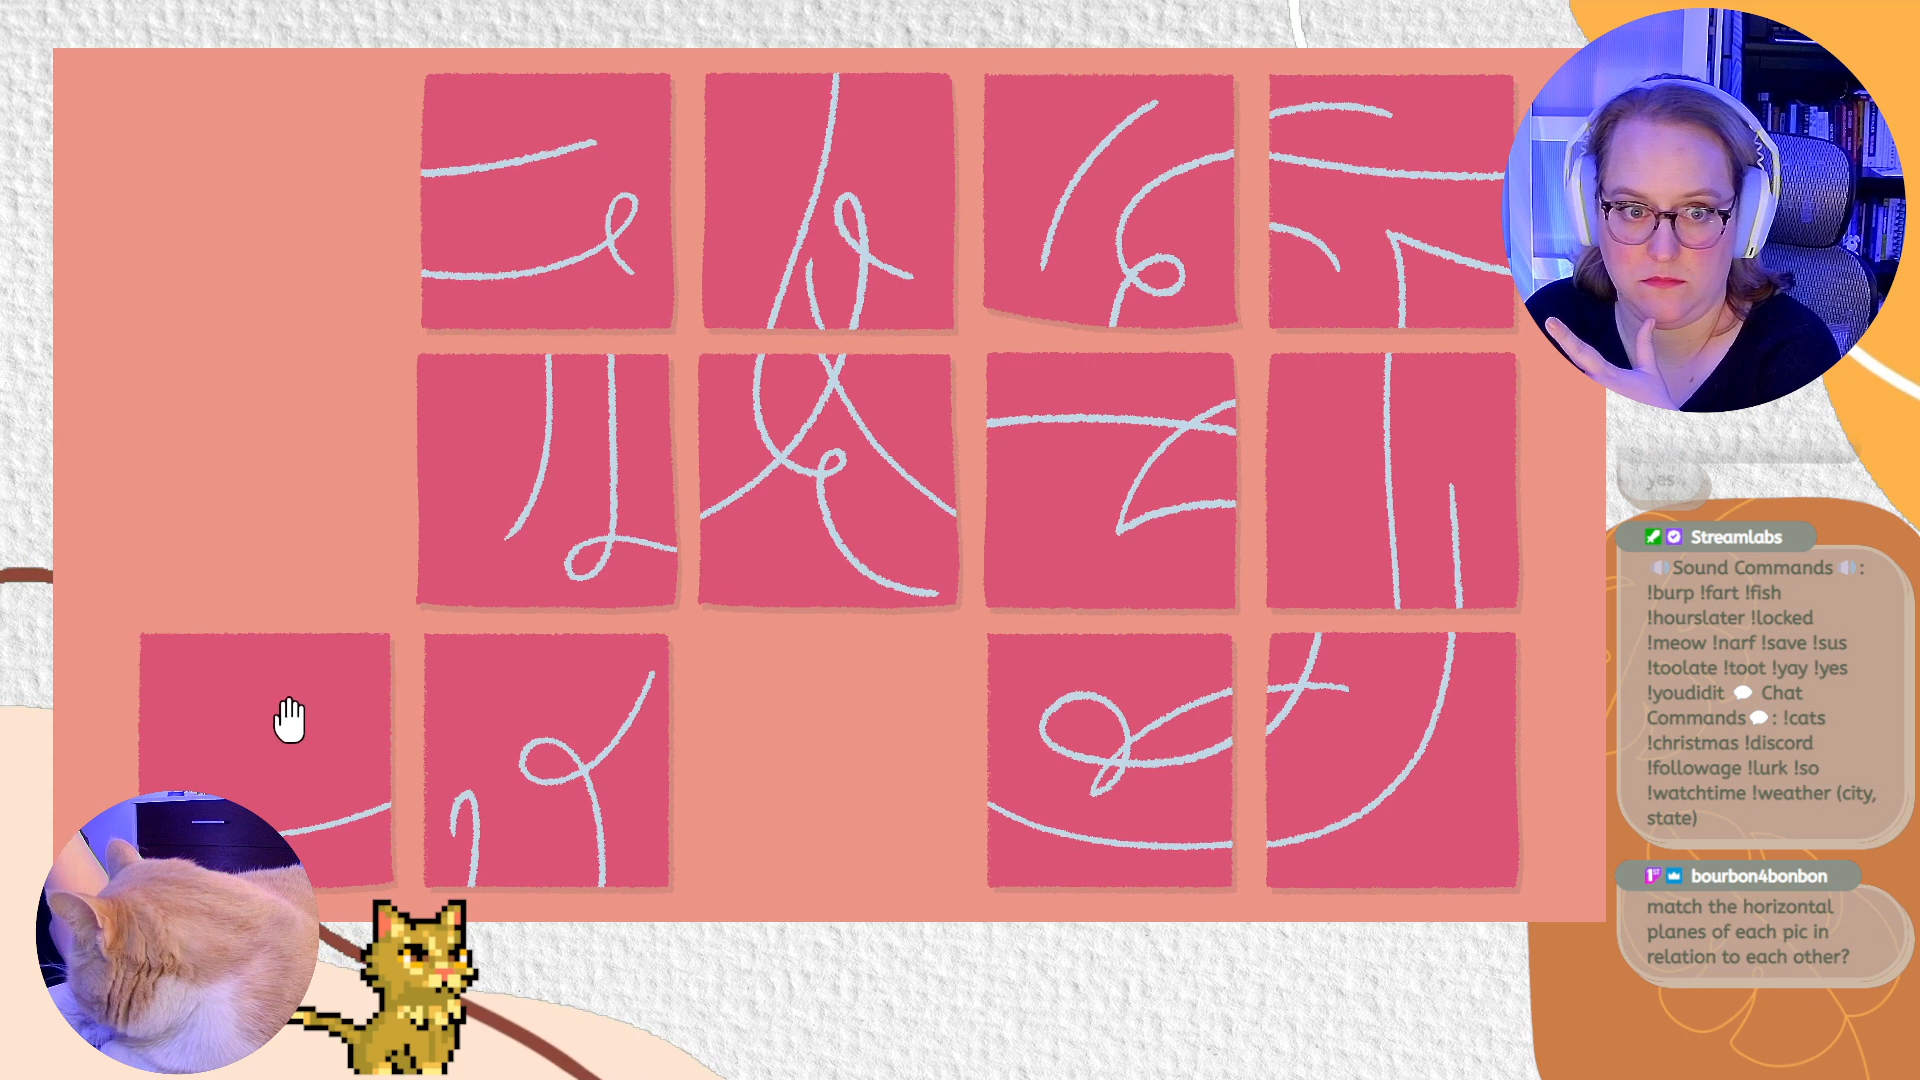 yes
Streamlabs
Sound Commands :
!burp !fart !fish
!hourslater !locked
!meow !narf !save !sus
!toolate !toot !yay !yes
!youdidit Chat
Commands : !cats
!christmas !discord
!followage !lurk !so
!watchtime !weather (city,
state)
1ST bourbon4bonbon
match the horizontal
planes of each pic in
relation to each other?